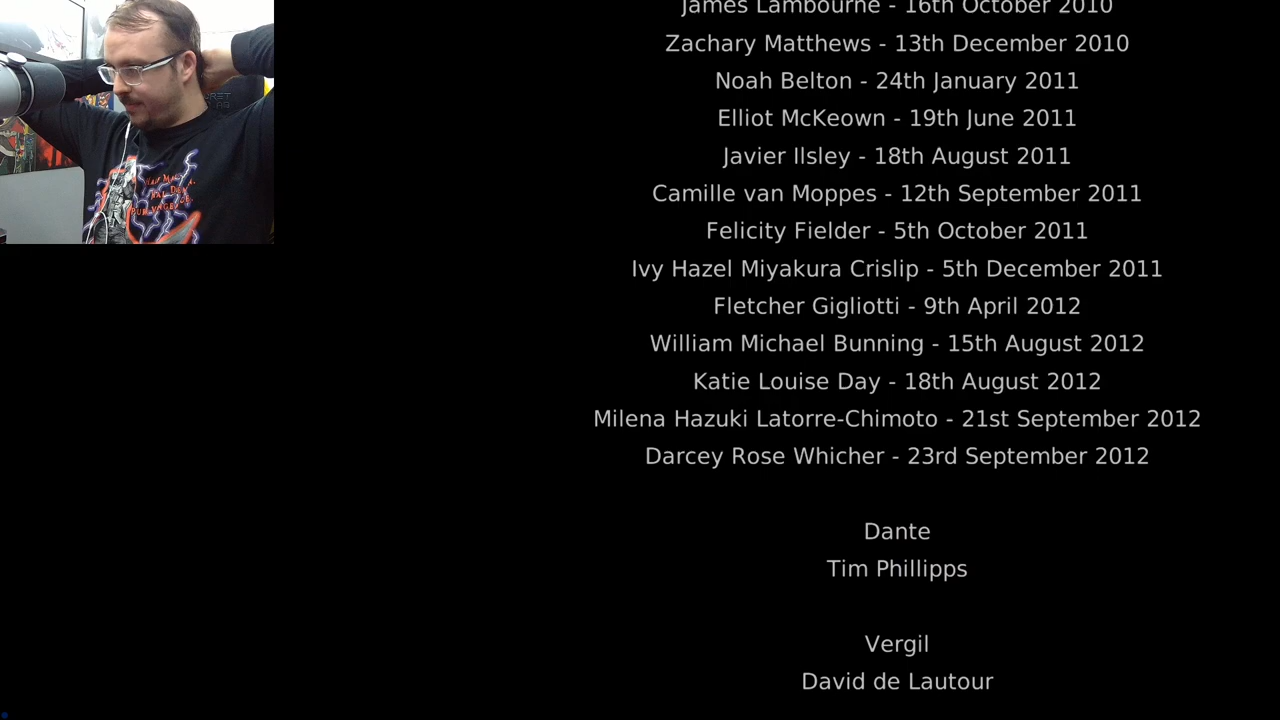 James Lambourne - 16th October 2010
Zachary Matthews - 13th December 2010
Noah Belton - 24th January 2011
Elliot McKeown - 19th June 2011
Javier Ilsley - 18th August 2011
Camille van Moppes - 12th September 2011
Felicity Fielder - 5th October 2011
Ivy Hazel Miyakura Crislip - 5th December 2011
Fletcher Gigliotti - 9th April 2012
William Michael Bunning - 15th August 2012
Katie Louise Day - 18th August 2012
Milena Hazuki Latorre-Chimoto - 21st September 2012
Darcey Rose Whicher - 23rd September 2012
Dante
Tim Phillipps
Vergil
David de Lautour